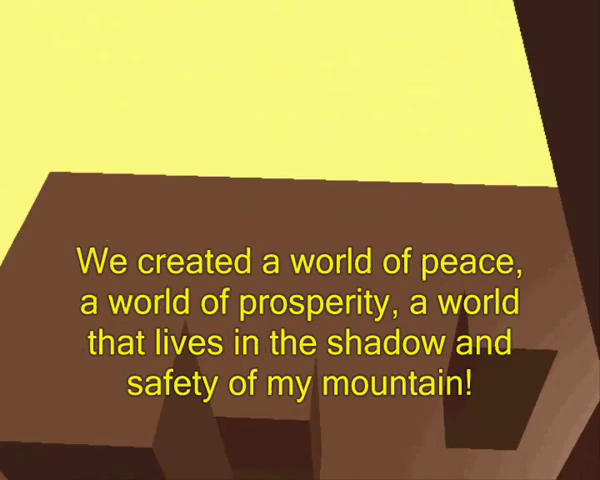 We created a world of peace,
a world of prosperity, a world
that lives in the shadow and
safety of my mountain!